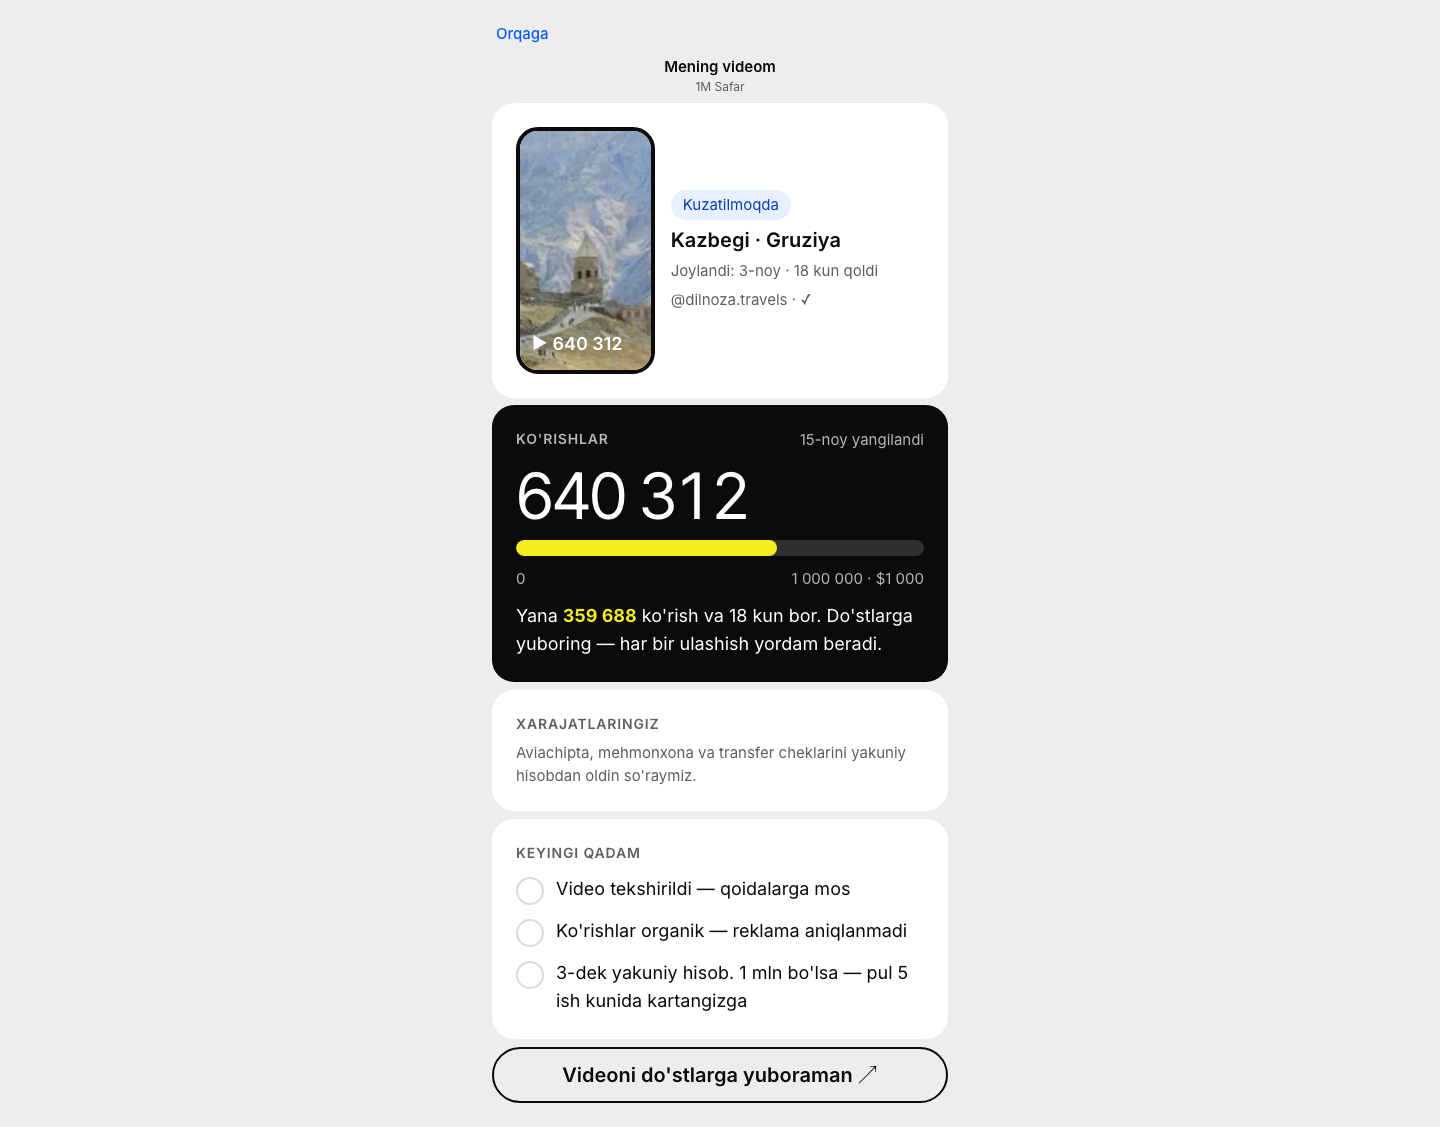 Orqaga
Mening videom
1M Safar
▶ 640 312
Kuzatilmoqda
Kazbegi · Gruziya
Joylandi: 3-noy · 18 kun qoldi
@dilnoza.travels · ✓
KO'RISHLAR
15-noy yangilandi
640 312
0
1 000 000 · $1 000
Yana 359 688 ko'rish va 18 kun bor. Do'stlarga
yuboring — har bir ulashish yordam beradi.
XARAJATLARINGIZ
Aviachipta, mehmonxona va transfer cheklarini yakuniy
hisobdan oldin so'raymiz.
KEYINGI QADAM
Video tekshirildi — qoidalarga mos
Ko'rishlar organik — reklama aniqlanmadi
3-dek yakuniy hisob. 1 mln bo'lsa — pul 5
ish kunida kartangizga
Videoni do'stlarga yuboraman ↗